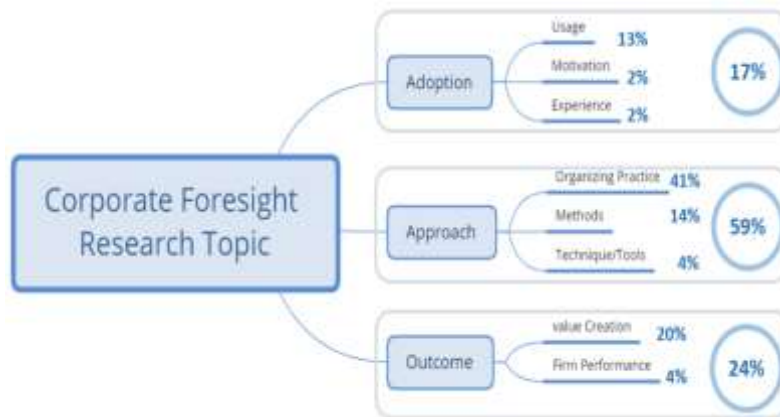 Corporate Foresight
Research Topic
Adoption
Usage
13%
Motivation
2%
Experience
2%
17%
Approach
Organizing Practice
41%
Methods
14%
Technique/Tools
4%
59%
Outcome
value Creation
20%
Firm Performance
4%
24%